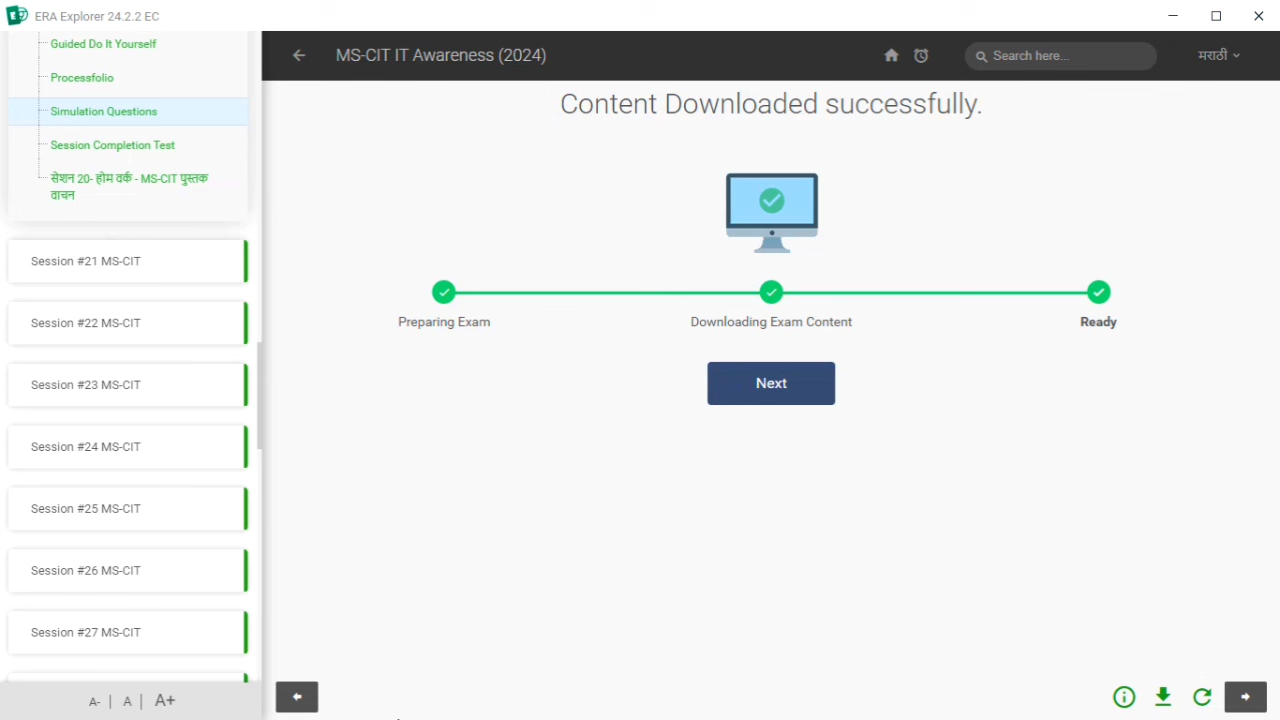 ERA Explorer 24.2.2 EC
Guided Do It Yourself
Processfolio
Simulation Questions
Session Completion Test
सेशन 20- होम वर्क - MS-CIT पुस्तक
वाचन
Session #21 MS-CIT
Session #22 MS-CIT
Session #23 MS-CIT
Session #24 MS-CIT
Session #25 MS-CIT
Session #26 MS-CIT
Session #27 MS-CIT
A- | A | A+
MS-CIT IT Awareness (2024)
Search here...
मराठी
Content Downloaded successfully.
Preparing Exam
Downloading Exam Content
Ready
Next